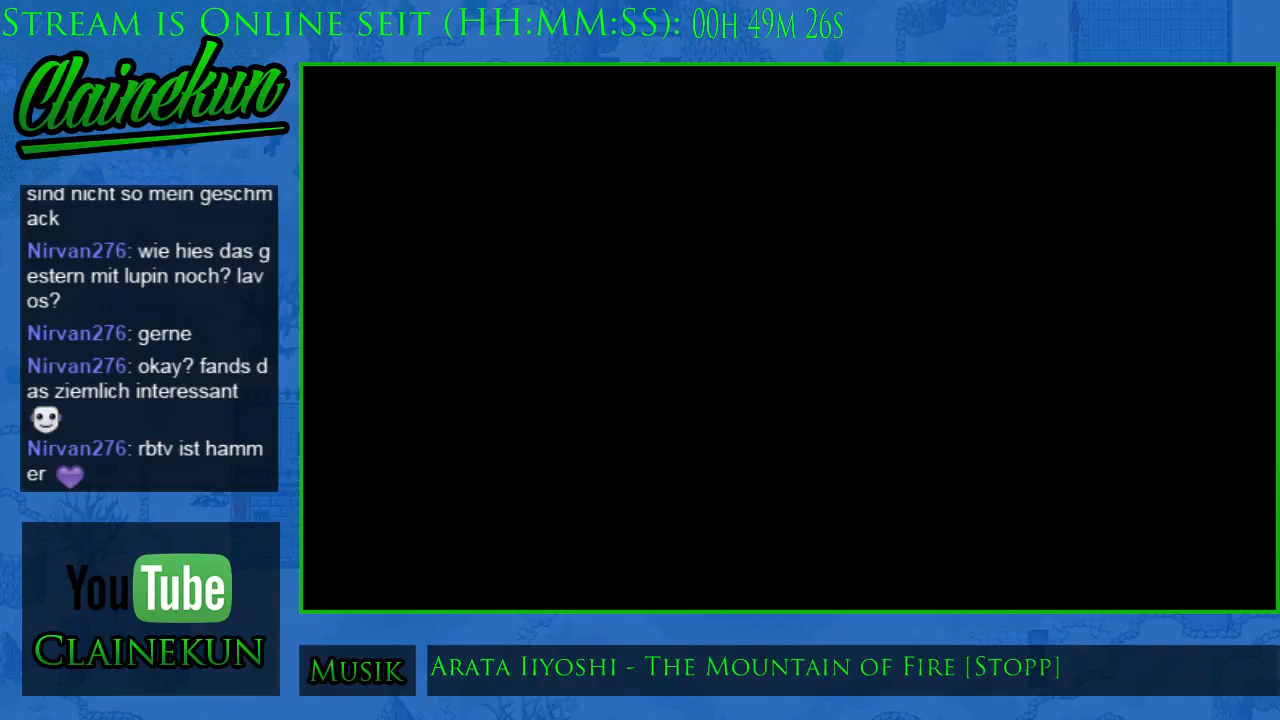 Stream is Online seit (HH:MM:SS): 00h 49m 26s
Clainekun
sind nicht so mein geschm
ack
Nirvan276: wie hies das g
estern mit lupin noch? lav
os?
Nirvan276: gerne
Nirvan276: okay? fands d
as ziemlich interessant
Nirvan276: rbtv ist hamm
er
YouTube
Clainekun
Musik
Arata Iiyoshi - The Mountain of Fire [Stopp]